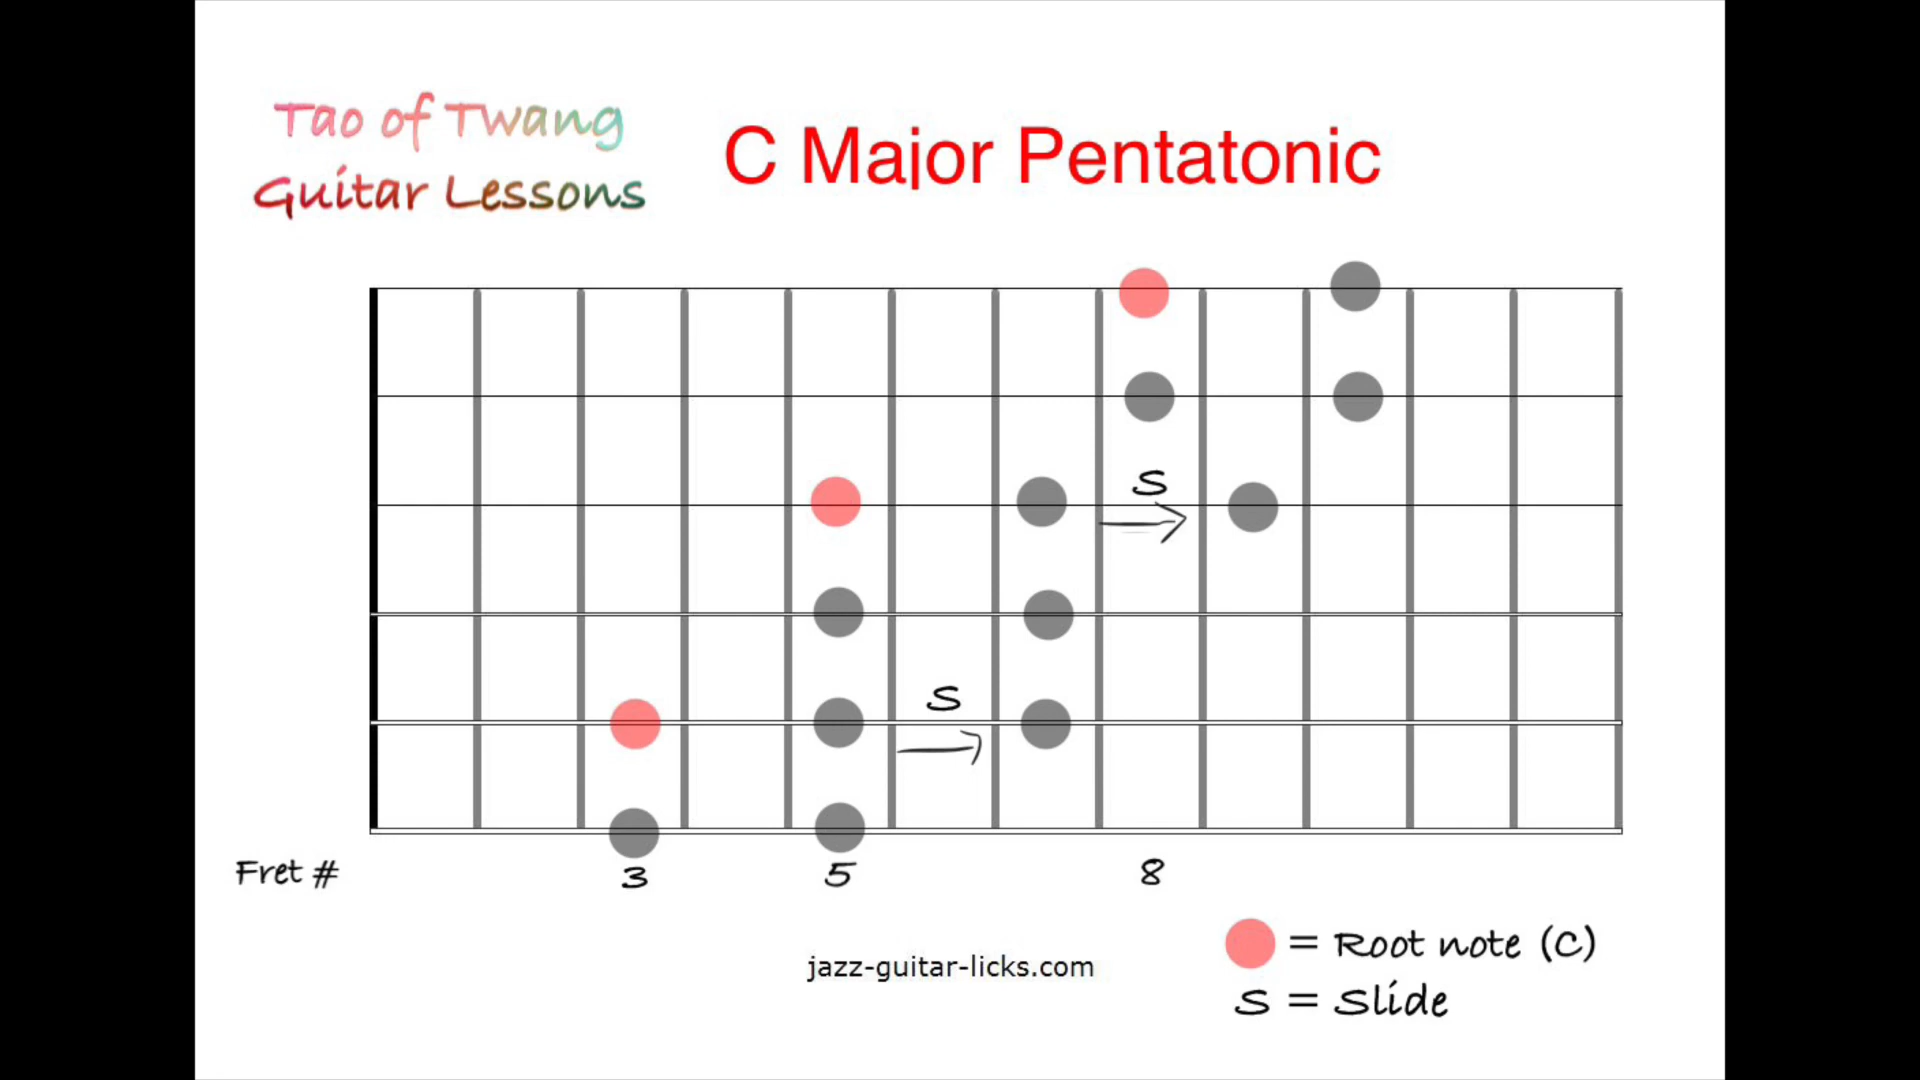 Tao of Twang
Guitar Lessons
C Major Pentatonic
S
S
Fret # 3 5 8
= Root note (C)
S = Slide
jazz-guitar-licks.com